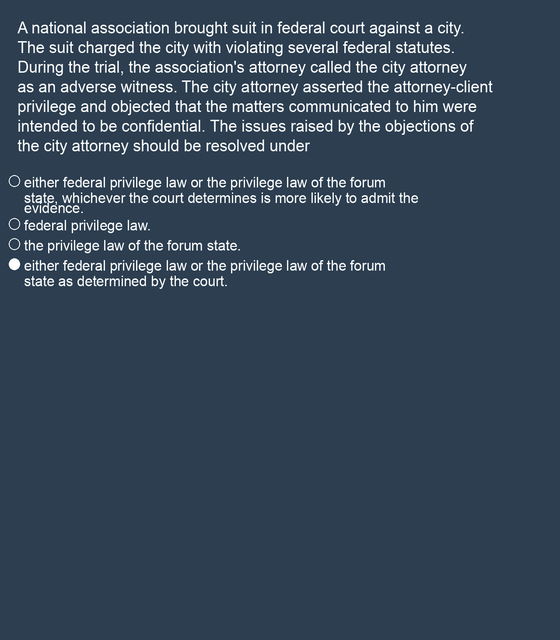 A national association brought suit in federal court against a city.
The suit charged the city with violating several federal statutes.
During the trial, the association's attorney called the city attorney
as an adverse witness. The city attorney asserted the attorney-client
privilege and objected that the matters communicated to him were
intended to be confidential. The issues raised by the objections of
the city attorney should be resolved under
either federal privilege law or the privilege law of the forum
state, whichever the court determines is more likely to admit the
evidence.
federal privilege law.
the privilege law of the forum state.
either federal privilege law or the privilege law of the forum
state as determined by the court.